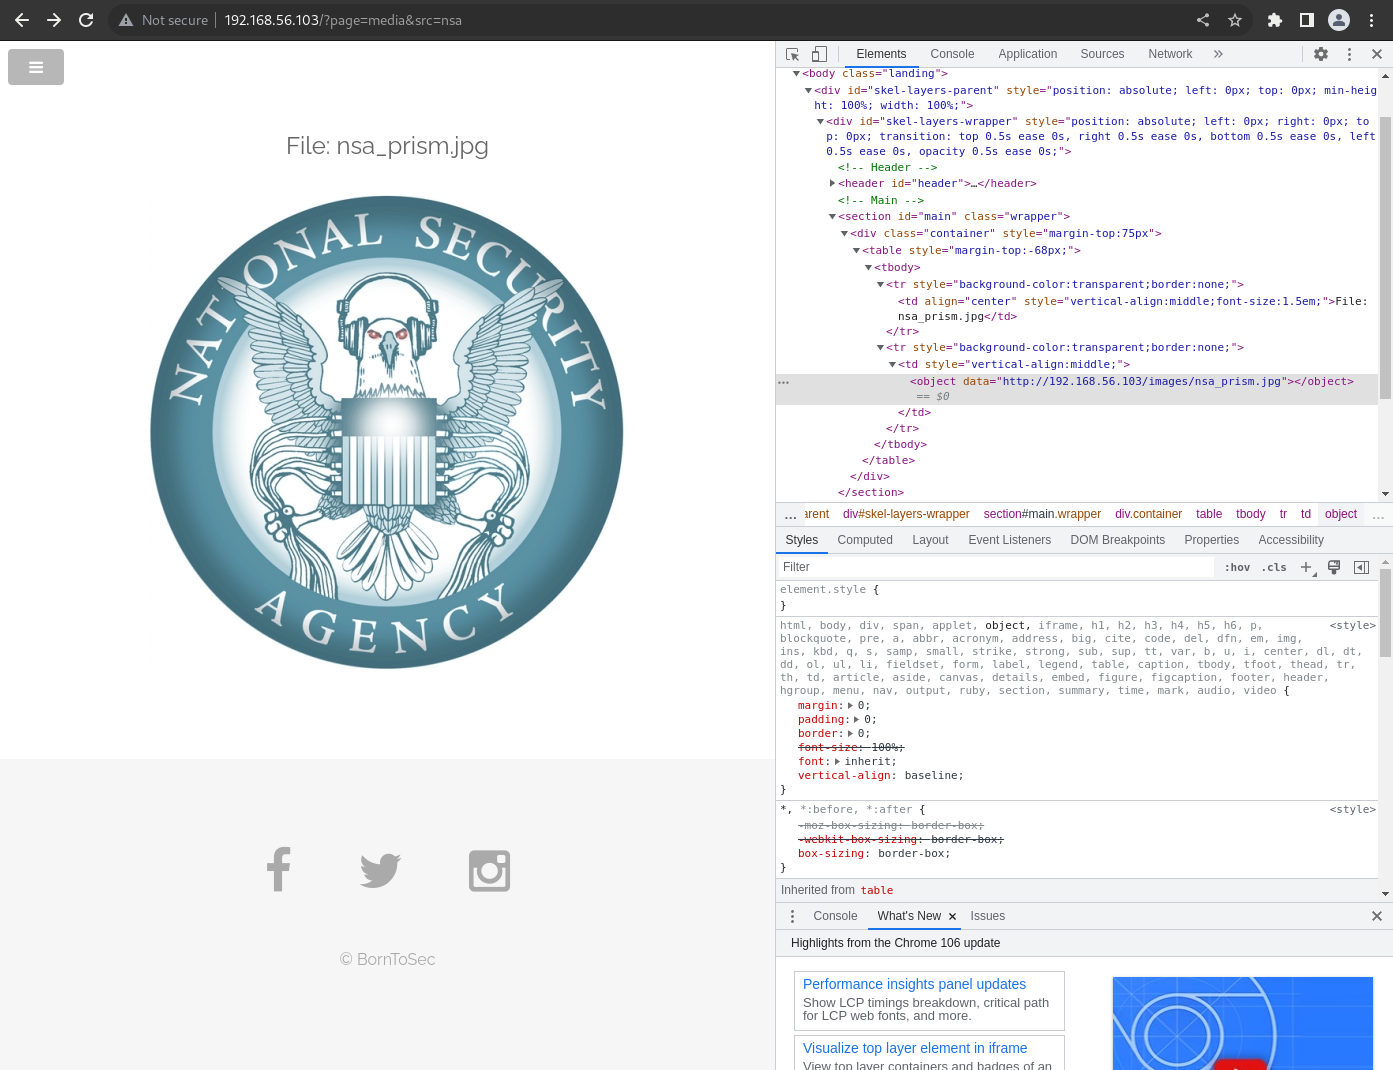 Not secure
192.168.56.103/?page=media&src=nsa
File: nsa_prism.jpg
NATIONAL SECURITY
AGENCY
© BornToSec
Elements Console Application Sources Network »
<body class="landing">
<div id="skel-layers-parent" style="position: absolute; left: 0px; top: 0px; min-heig
ht: 100%; width: 100%;">
<div id="skel-layers-wrapper" style="position: absolute; left: 0px; right: 0px; to
p: 0px; transition: top 0.5s ease 0s, right 0.5s ease 0s, bottom 0.5s ease 0s, left
0.5s ease 0s, opacity 0.5s ease 0s;">
<!-- Header -->
<header id="header">…</header>
<!-- Main -->
<section id="main" class="wrapper">
<div class="container" style="margin-top:75px">
<table style="margin-top:-68px;">
<tbody>
<tr style="background-color:transparent;border:none;">
<td align="center" style="vertical-align:middle;font-size:1.5em;">File:
nsa_prism.jpg</td>
</tr>
<tr style="background-color:transparent;border:none;">
<td style="vertical-align:middle;">
<object data="http://192.168.56.103/images/nsa_prism.jpg"></object>
== $0
</td>
</tr>
</tbody>
</table>
</div>
</section>
... arent div#skel-layers-wrapper section#main.wrapper div.container table tbody tr td object ...
Styles Computed Layout Event Listeners DOM Breakpoints Properties Accessibility
Filter :hov .cls +
element.style {
}
html, body, div, span, applet, object, iframe, h1, h2, h3, h4, h5, h6, p, <style>
blockquote, pre, a, abbr, acronym, address, big, cite, code, del, dfn, em, img,
ins, kbd, q, s, samp, small, strike, strong, sub, sup, tt, var, b, u, i, center, dl, dt,
dd, ol, ul, li, fieldset, form, label, legend, table, caption, tbody, tfoot, thead, tr,
th, td, article, aside, canvas, details, embed, figure, figcaption, footer, header,
hgroup, menu, nav, output, ruby, section, summary, time, mark, audio, video {
margin: 0;
padding: 0;
border: 0;
font-size: 100%;
font: inherit;
vertical-align: baseline;
}
*, *:before, *:after { <style>
-moz-box-sizing: border-box;
-webkit-box-sizing: border-box;
box-sizing: border-box;
}
Inherited from table
Console What's New × Issues
Highlights from the Chrome 106 update
Performance insights panel updates
Show LCP timings breakdown, critical path
for LCP web fonts, and more.
Visualize top layer element in iframe
View top layer containers and badges of an